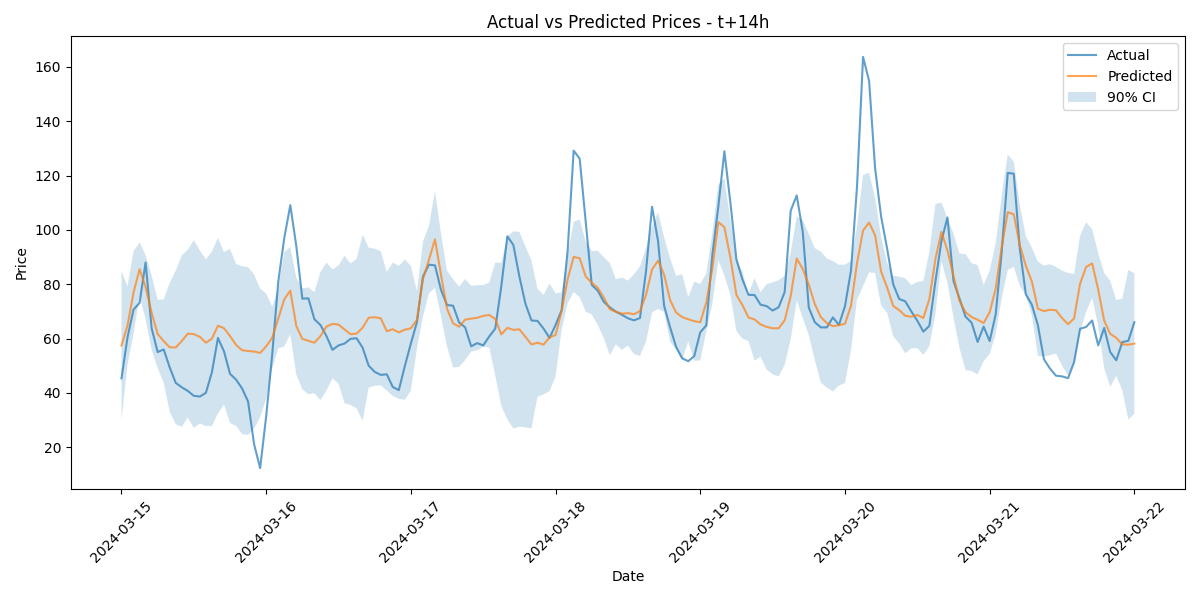 Actual vs Predicted Prices - t+14h
Actual
Predicted
90% CI
Price
160
140
120
100
80
60
40
20
2024-03-15
2024-03-16
2024-03-17
2024-03-18
2024-03-19
2024-03-20
2024-03-21
2024-03-22
Date